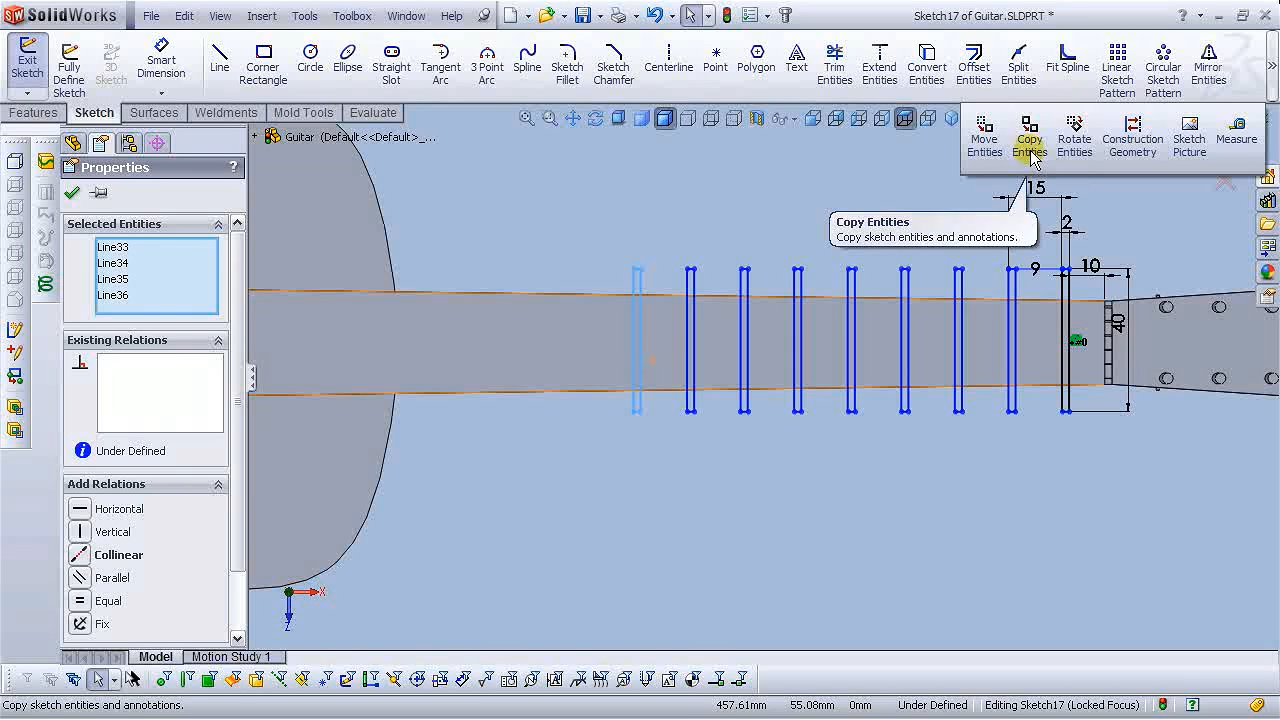 SolidWorks File Edit View Insert Tools Toolbox Window Help Sketch17 of Guitar.SLDPRT *
Exit Sketch
Fully Define Sketch
3D Sketch
Smart Dimension
Line
Corner Rectangle
Circle
Ellipse
Straight Slot
Tangent Arc
3 Point Arc
Spline
Sketch Fillet
Sketch Chamfer
Centerline
Point
Polygon
Text
Trim Entities
Extend Entities
Convert Entities
Offset Entities
Split Entities
Fit Spline
Linear Sketch Pattern
Circular Sketch Pattern
Mirror Entities
Features Sketch Surfaces Weldments Mold Tools Evaluate
Move Entities
Copy Entities
Rotate Entities
Construction Geometry
Sketch Picture
Measure
Guitar (Default<<Default>_...
Properties ?
Selected Entities
Line33
Line34
Line35
Line36
Existing Relations
Under Defined
Add Relations
Horizontal
Vertical
Collinear
Parallel
Equal
Fix
Copy Entities
Copy sketch entities and annotations.
15
2
9
10
40
X
Z
Model Motion Study 1
Copy sketch entities and annotations. 457.61mm 55.08mm 0mm Under Defined Editing Sketch17 (Locked Focus)